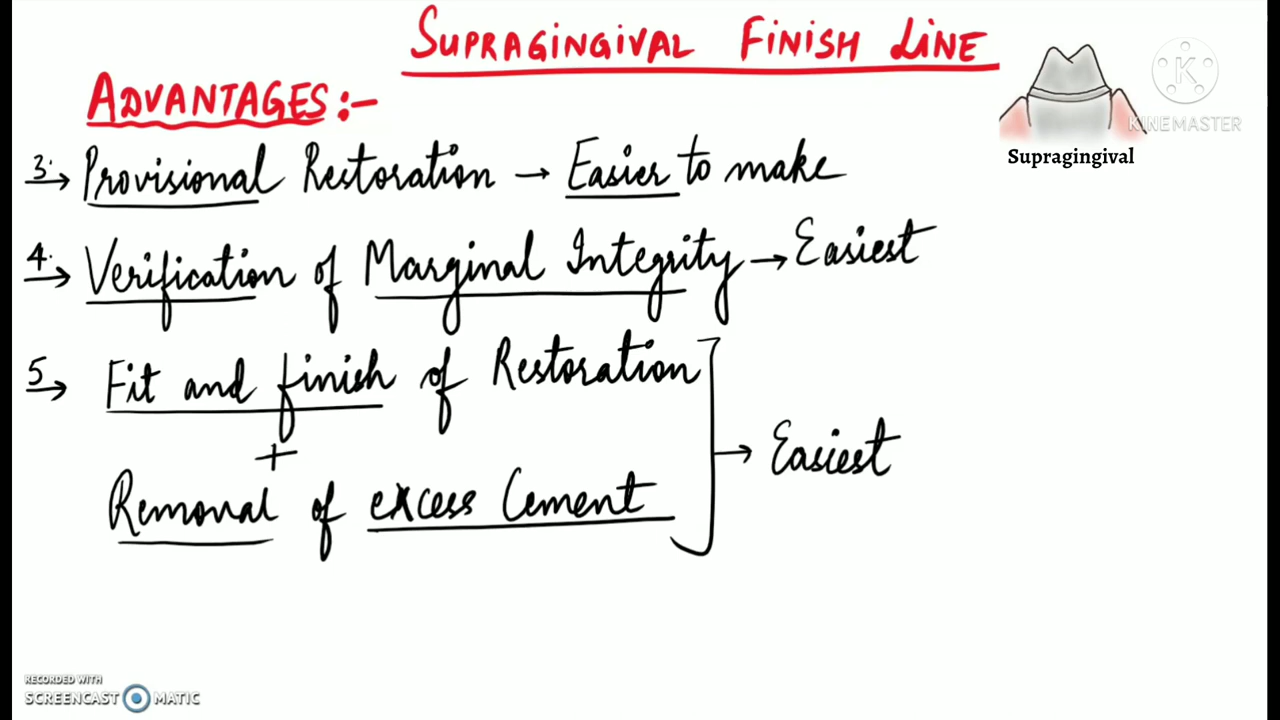 SUPRAGINGIVAL FINISH LINE
ADVANTAGES:-
3. → Provisional Restoration → Easier to make
4. → Verification of Marginal Integrity → Easiest
5 → Fit and finish of Restoration
+
Removal of excess Cement
→ Easiest
K
KINEMASTER
Supragingival
RECORDED WITH
SCREENCAST MATIC